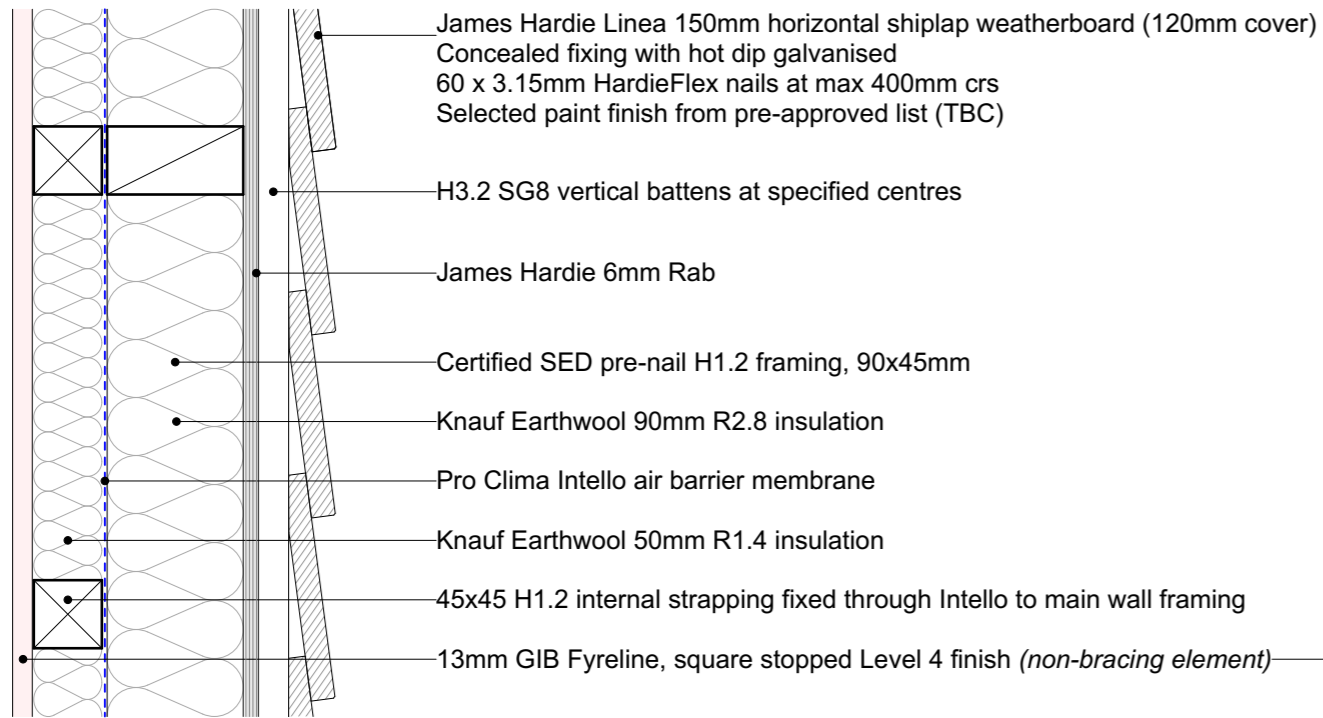 James Hardie Linea 150mm horizontal shiplap weatherboard (120mm cover)
Concealed fixing with hot dip galvanised
60 x 3.15mm HardieFlex nails at max 400mm crs
Selected paint finish from pre-approved list (TBC)
H3.2 SG8 vertical battens at specified centres
James Hardie 6mm Rab
Certified SED pre-nail H1.2 framing, 90x45mm
Knauf Earthwool 90mm R2.8 insulation
Pro Clima Intello air barrier membrane
Knauf Earthwool 50mm R1.4 insulation
45x45 H1.2 internal strapping fixed through Intello to main wall framing
13mm GIB Fyreline, square stopped Level 4 finish (non-bracing element)